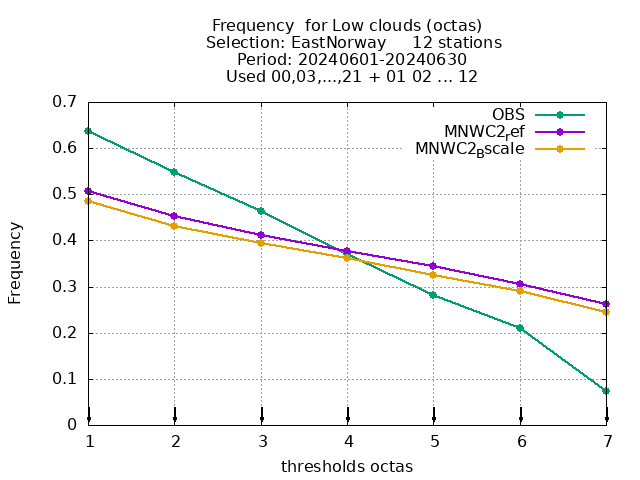 Frequency  for Low clouds (octas)
Selection: EastNorway     12 stations
Period: 20240601-20240630
Used 00,03,...,21 + 01 02 ... 12
OBS
MNWC2ref
MNWC2Bscale
0.7
0.6
0.5
0.4
0.3
0.2
0.1
0
Frequency
1 2 3 4 5 6 7
thresholds octas